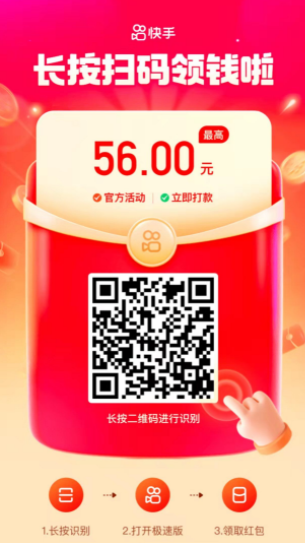 快手
长按扫码领钱啦
最高
56.00元
官方活动 立即打款
长按二维码进行识别
1.长按识别 2.打开极速版 3.领取红包